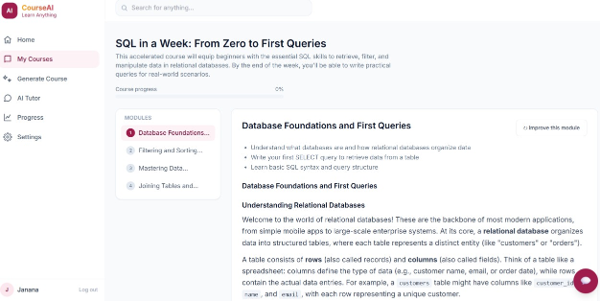 AI
CourseAI
Learn Anything
Search for anything...
Home
My Courses
Generate Course
AI Tutor
Progress
Settings
J
Janana
Log out
SQL in a Week: From Zero to First Queries
This accelerated course will equip beginners with the essential SQL skills to retrieve, filter, and
manipulate data in relational databases. By the end of the week, you'll be able to write practical
queries for real-world scenarios.
Course progress
0%
MODULES
1 Database Foundations...
2 Filtering and Sorting...
3 Mastering Data...
4 Joining Tables and...
Database Foundations and First Queries
Improve this module
• Understand what databases are and how relational databases organize data
• Write your first SELECT query to retrieve data from a table
• Learn basic SQL syntax and query structure
Database Foundations and First Queries
Understanding Relational Databases
Welcome to the world of relational databases! These are the backbone of most modern applications,
from simple mobile apps to large-scale enterprise systems. At its core, a relational database organizes
data into structured tables, where each table represents a distinct entity (like "customers" or "orders").
A table consists of rows (also called records) and columns (also called fields). Think of a table like a
spreadsheet: columns define the type of data (e.g., customer name, email, or order date), while rows
contain the actual data entries. For example, a customers table might have columns like customer_id
name , and email , with each row representing a unique customer.